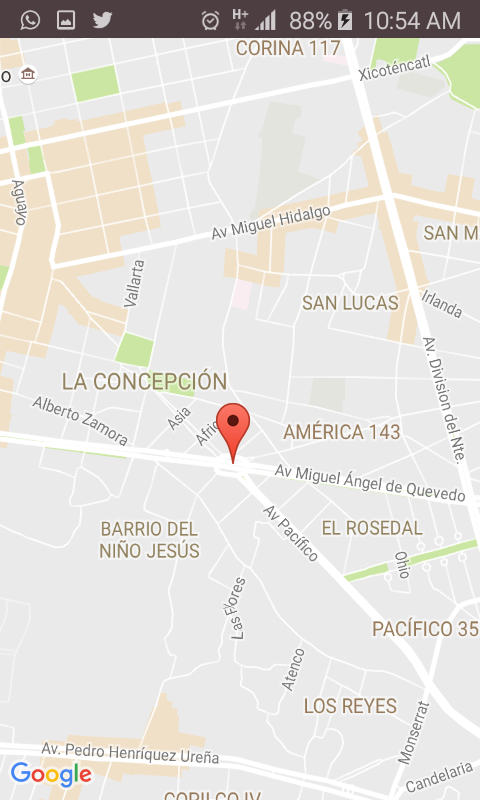 H+ 88% 10:54 AM
CORINA 117
o
Xicoténcatl
Aguayo
Av Miguel Hidalgo
SAN M
Vallarta
SAN LUCAS
Irlanda
Av. Division del Nte.
LA CONCEPCIÓN
Alberto Zamora
Asia
Afric
AMÉRICA 143
Av Miguel Ángel de Quevedo
BARRIO DEL
NIÑO JESÚS
Av Pacífico
EL ROSEDAL
Ohio
Las Flores
PACÍFICO 35
Atenco
LOS REYES
Monserrat
Av. Pedro Henríquez Ureña
Google
Candelaria
COPILCO IV